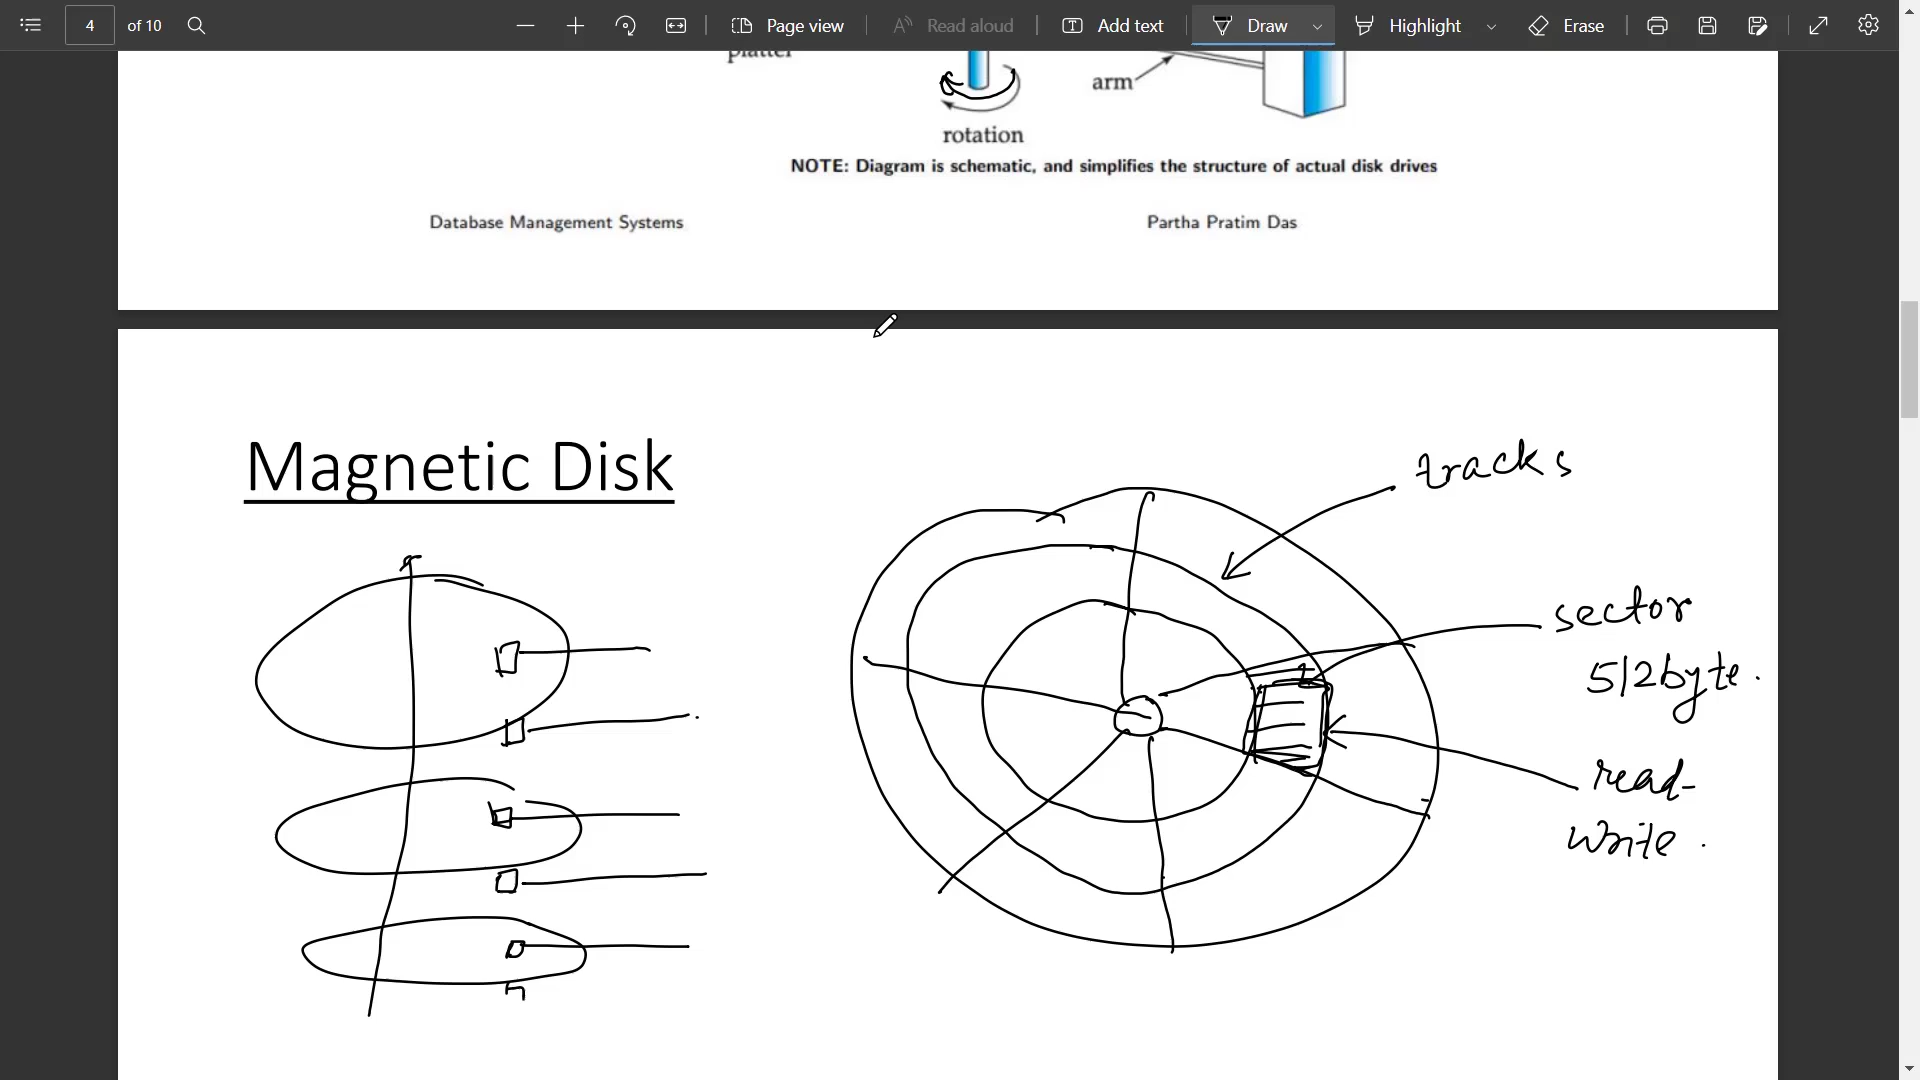 4 of 10 Page view Read aloud Add text Draw Highlight Erase
platter
arm
rotation
NOTE: Diagram is schematic, and simplifies the structure of actual disk drives
Database Management Systems Partha Pratim Das
Magnetic Disk
tracks
sector
512byte.
read-
write.